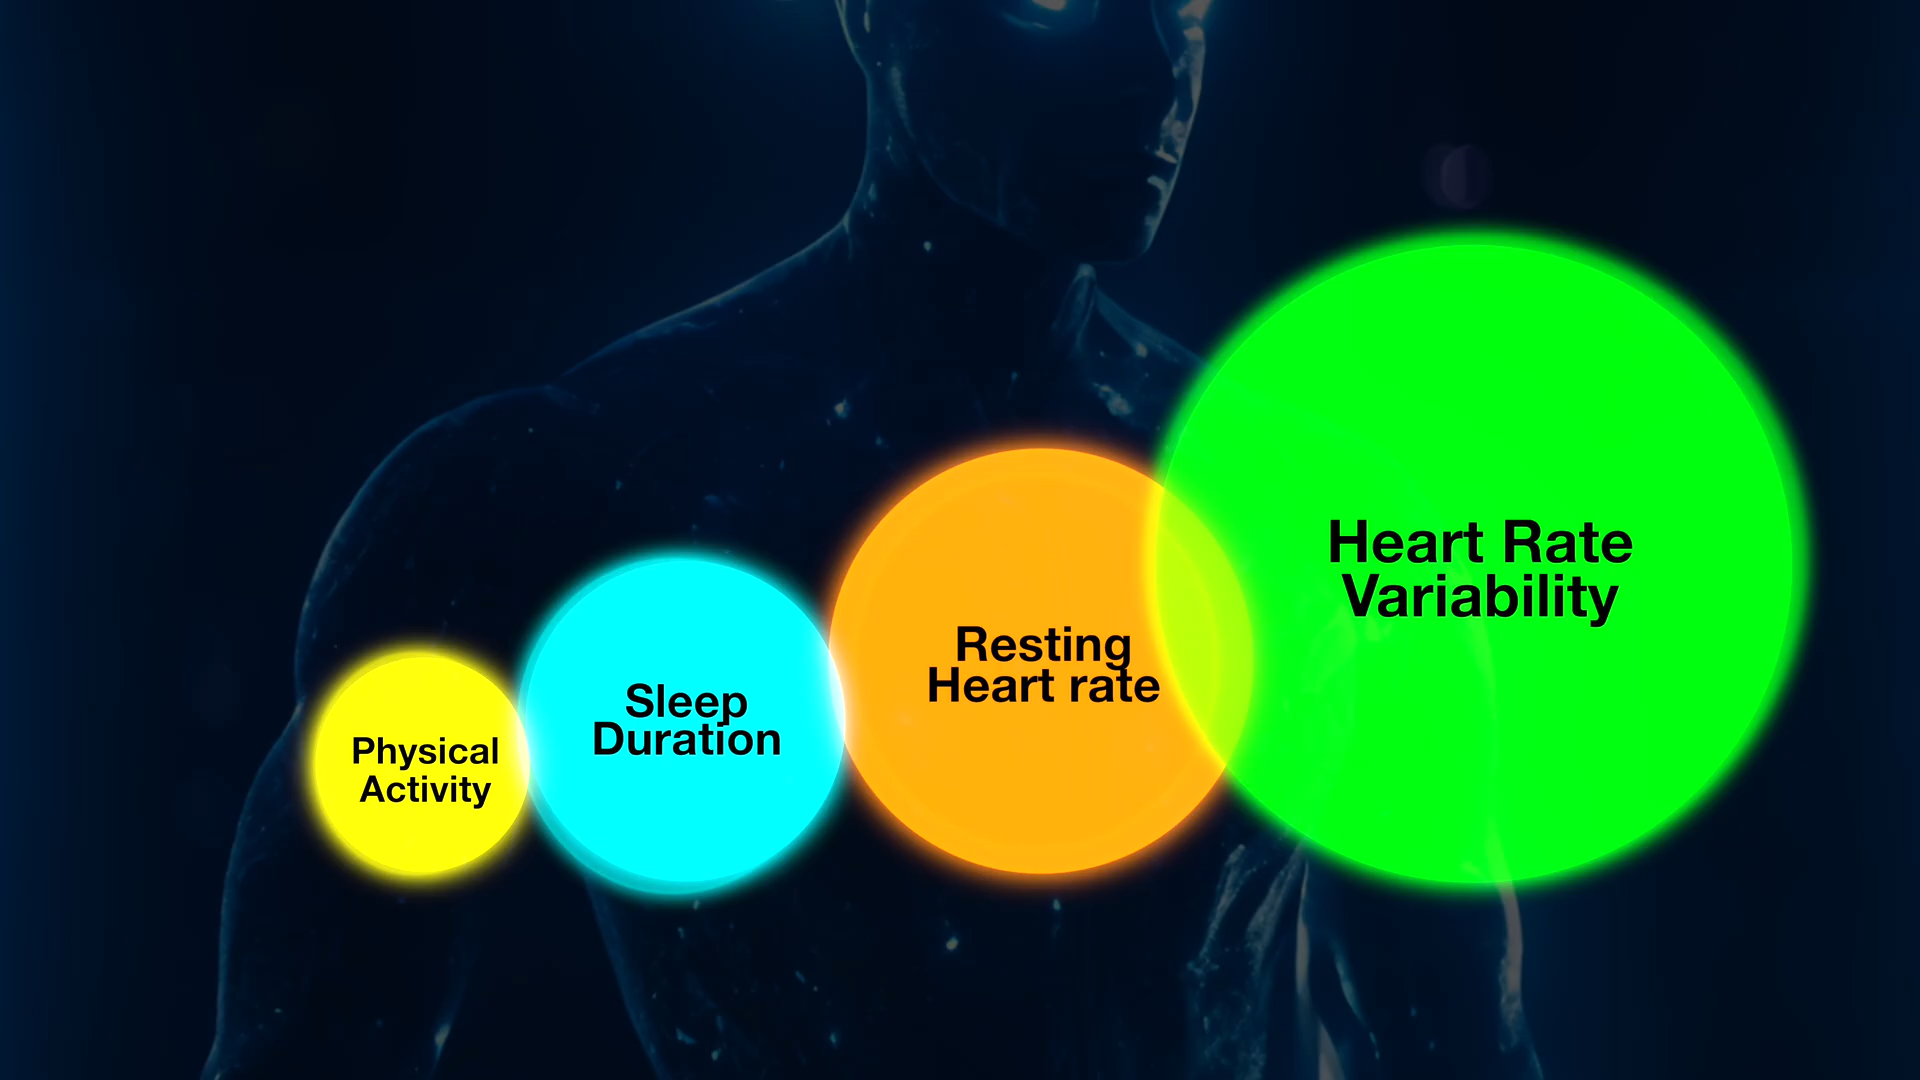 Physical
Activity
Sleep
Duration
Resting
Heart rate
Heart Rate
Variability